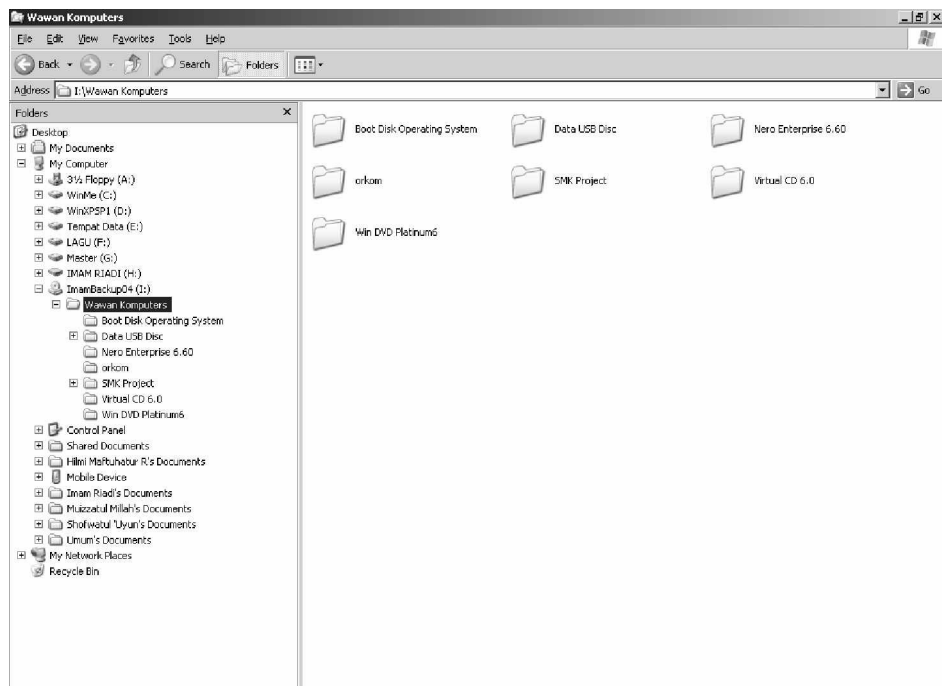 Wawan Komputers
File Edit View Favorites Tools Help
Back Search Folders
Address I:\Wawan Komputers Go
Folders
Desktop
My Documents
My Computer
3½ Floppy (A:)
WinMe (C:)
WinXPSP1 (D:)
Tempat Data (E:)
LAGU (F:)
Master (G:)
IMAM RIADI (H:)
ImamBackup04 (I:)
Wawan Komputers
Boot Disk Operating System
Data USB Disc
Nero Enterprise 6.60
orkom
SMK Project
Virtual CD 6.0
Win DVD Platinum6
Control Panel
Shared Documents
Hilmi Maftuhatur R's Documents
Mobile Device
Imam Riadi's Documents
Muizzatul Millah's Documents
Shofwatul 'Uyun's Documents
Umum's Documents
My Network Places
Recycle Bin
Boot Disk Operating System Data USB Disc Nero Enterprise 6.60
orkom SMK Project Virtual CD 6.0
Win DVD Platinum6